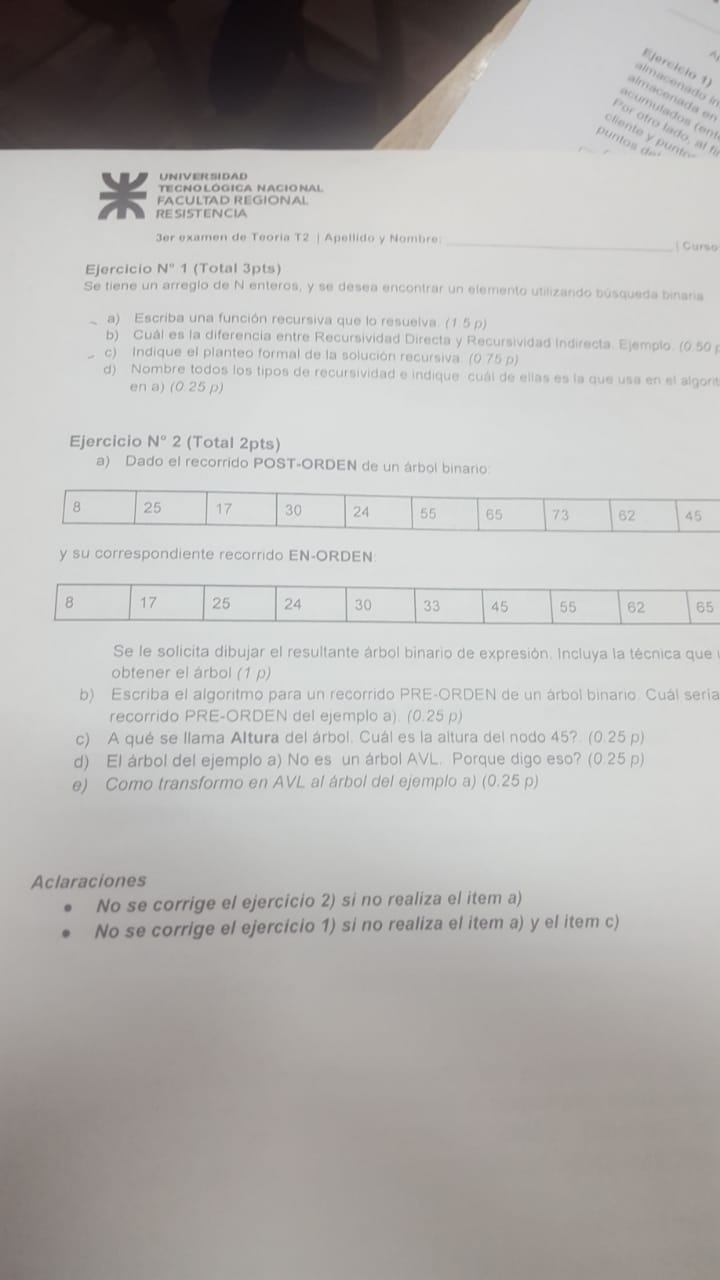 Ejercicio 1)
almacenado
almacenada en
acumulados
Por otro lado, al
cliente y
puntos
UNIVERSIDAD
TECNOLÓGICA NACIONAL
FACULTAD REGIONAL
RESISTENCIA
3er examen de Teoria T2 | Apellido y Nombre: | Curso
Ejercicio N° 1 (Total 3pts)
Se tiene un arreglo de N enteros, y se desea encontrar un elemento utilizando búsqueda binaria
a) Escriba una función recursiva que lo resuelva. (1.5 p)
b) Cuál es la diferencia entre Recursividad Directa y Recursividad Indirecta. Ejemplo. (0.50 p
c) Indique el planteo formal de la solución recursiva. (0.75 p)
d) Nombre todos los tipos de recursividad e indique cuál de ellas es la que usa en el algorit
en a) (0.25 p)
Ejercicio N° 2 (Total 2pts)
a) Dado el recorrido POST-ORDEN de un árbol binario:
8 25 17 30 24 55 65 73 62 45
y su correspondiente recorrido EN-ORDEN:
8 17 25 24 30 33 45 55 62 65
Se le solicita dibujar el resultante árbol binario de expresión. Incluya la técnica que
obtener el árbol (1 p)
b) Escriba el algoritmo para un recorrido PRE-ORDEN de un árbol binario. Cuál sería
recorrido PRE-ORDEN del ejemplo a). (0.25 p)
c) A qué se llama Altura del árbol. Cuál es la altura del nodo 45?. (0.25 p)
d) El árbol del ejemplo a) No es un árbol AVL. Porque digo eso? (0.25 p)
e) Como transformo en AVL al árbol del ejemplo a) (0.25 p)
Aclaraciones
• No se corrige el ejercicio 2) si no realiza el item a)
• No se corrige el ejercicio 1) si no realiza el item a) y el item c)